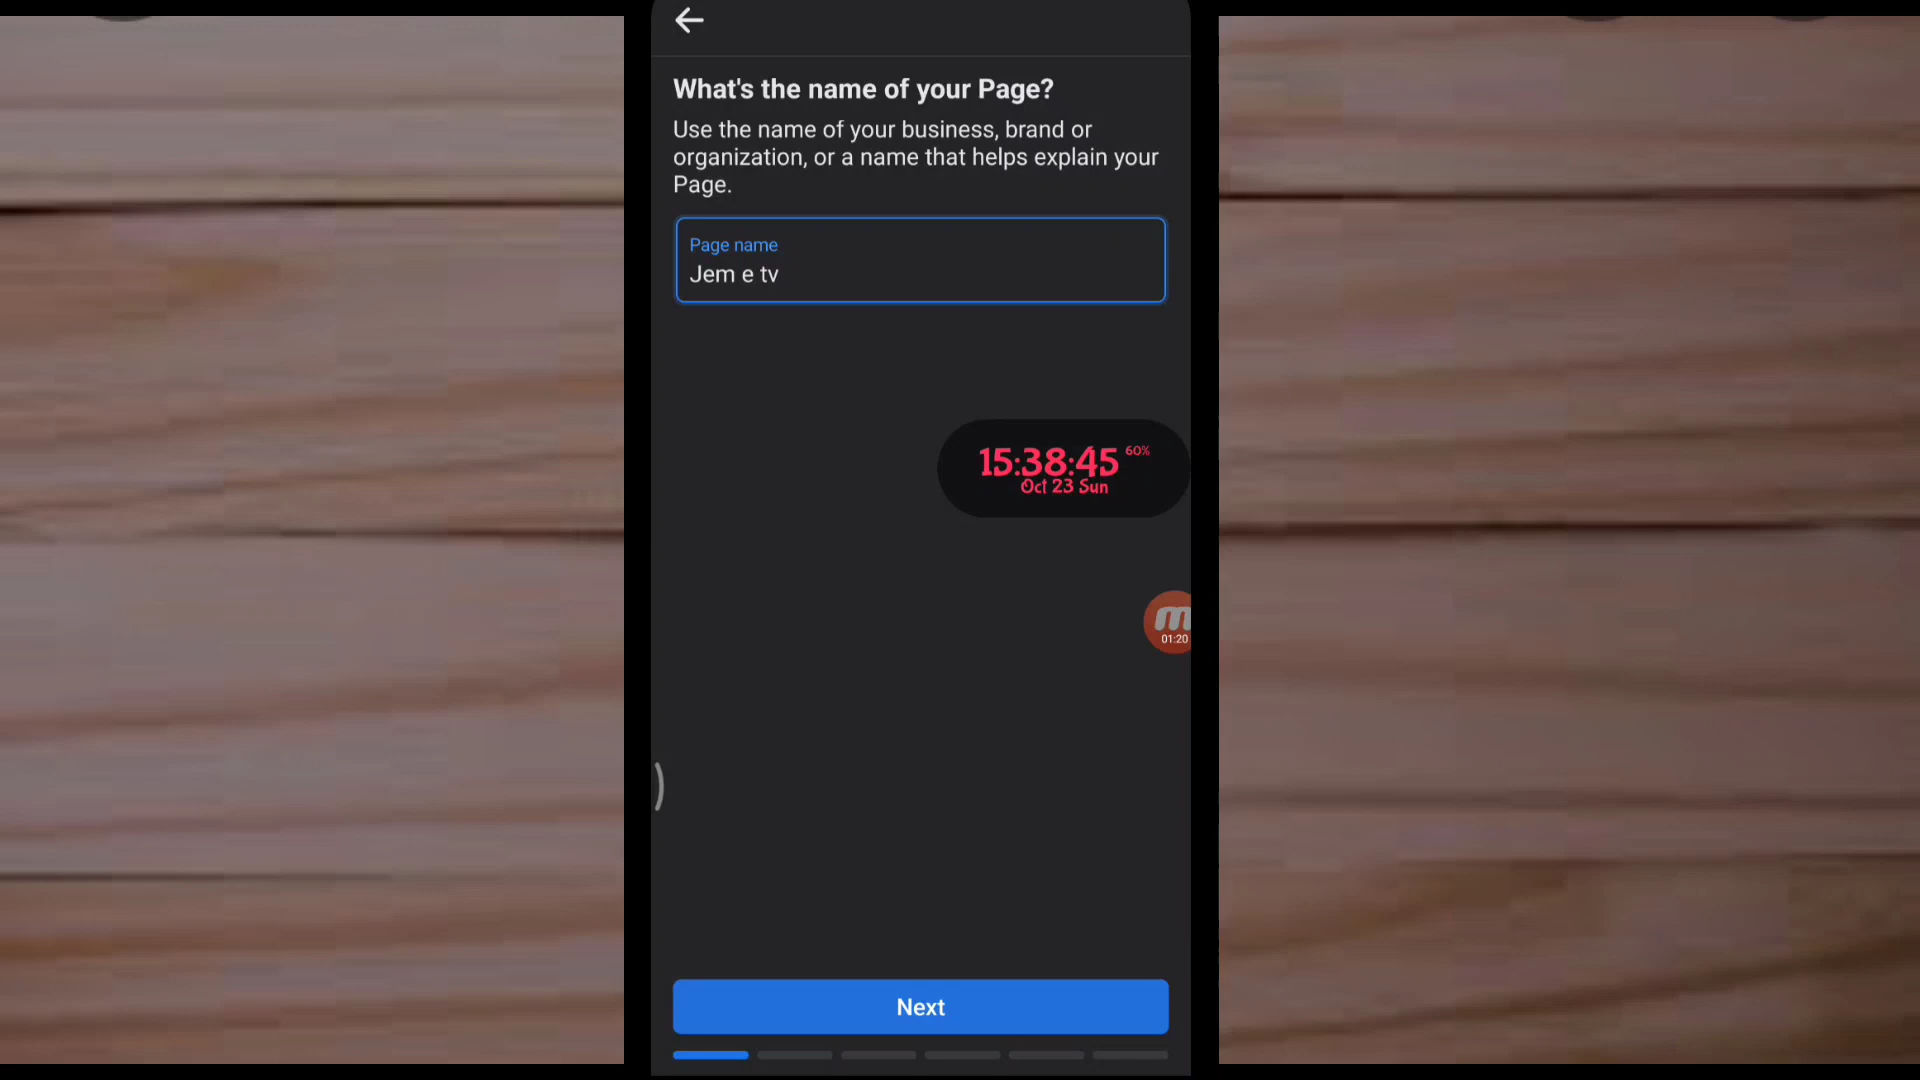 What's the name of your Page?
Use the name of your business, brand or
organization, or a name that helps explain your
Page.
Page name
Jem e tv
15:38:45 60%
Oct 23 Sun
m
01:20
Next